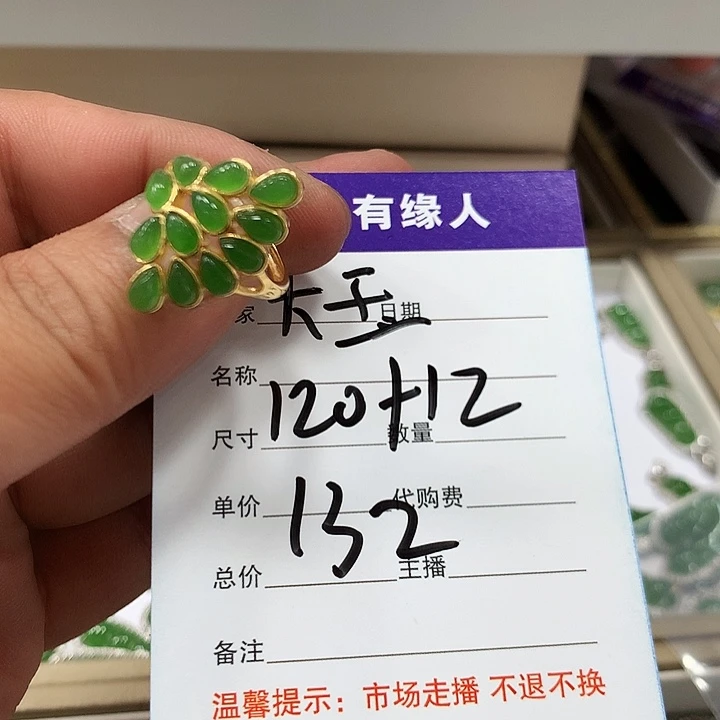 有缘人
家 大玉 日期
名称
120+12
尺寸 数量
单价 132 代购费
总价 主播
备注
温馨提示：市场走播 不退不换